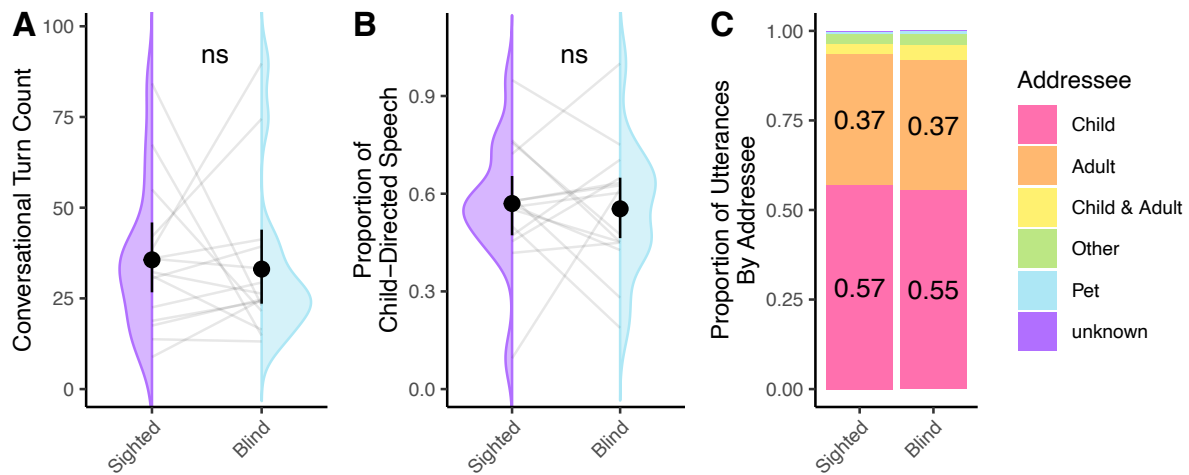 A
Conversational Turn Count
100
75
50
25
0
ns
Sighted
Blind
B
Proportion of
Child−Directed Speech
0.9
0.6
0.3
0.0
ns
Sighted
Blind
C
Proportion of Utterances
By Addressee
1.00
0.75
0.50
0.25
0.00
0.37
0.37
0.57
0.55
Sighted
Blind
Addressee
Child
Adult
Child & Adult
Other
Pet
unknown